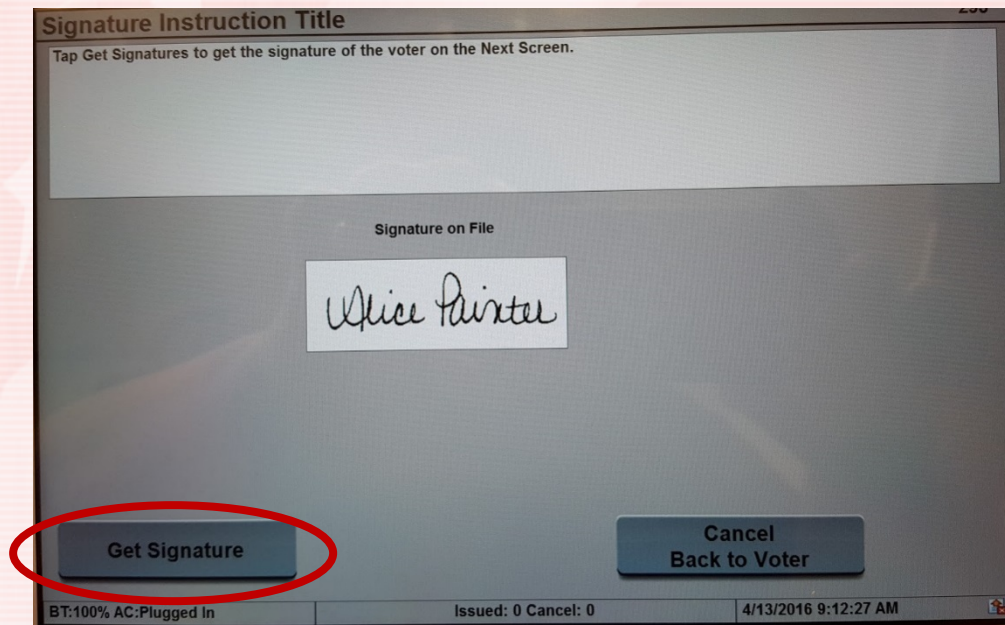 Signature Instruction Title
Tap Get Signatures to get the signature of the voter on the Next Screen.
Signature on File
Alice Painter
Get Signature
Cancel
Back to Voter
BT:100% AC:Plugged In
Issued: 0 Cancel: 0
4/13/2016 9:12:27 AM